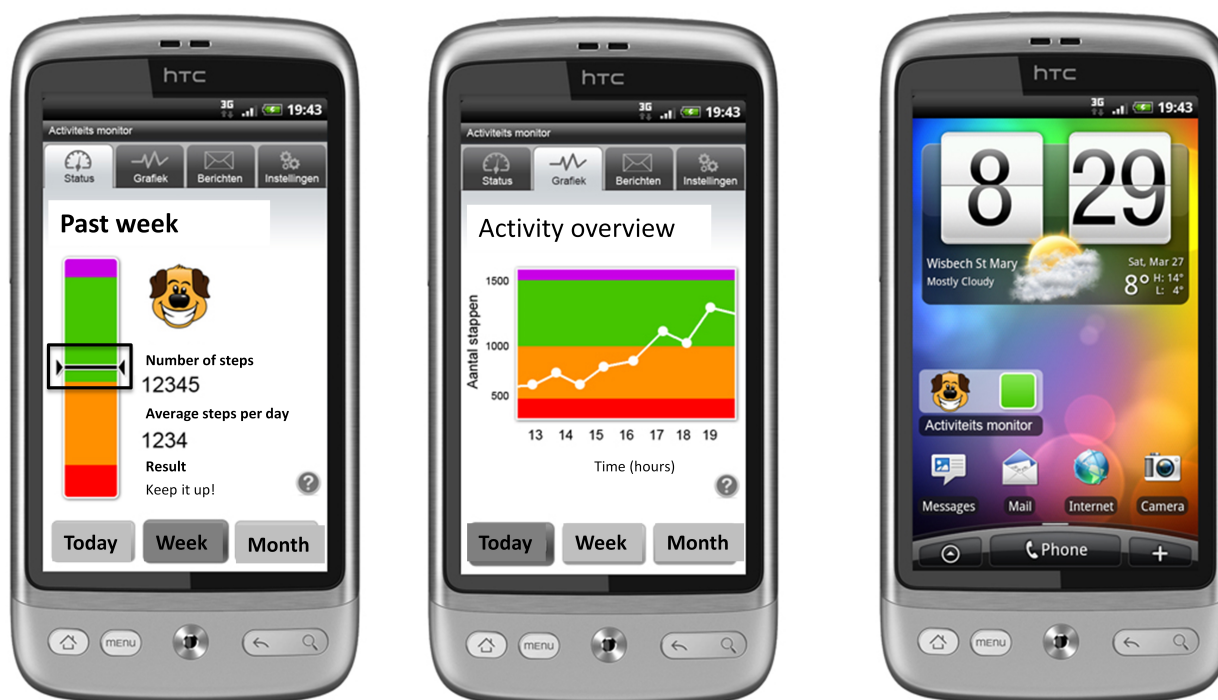 hTC
3G 19:43
Activiteits monitor
Status Grafiek Berichten Instellingen
Past week
Number of steps
12345
Average steps per day
1234
Result
Keep it up!
?
Today Week Month
MENU
hTC
3G 19:43
Activiteits monitor
Status Grafiek Berichten Instellingen
Activity overview
Aantal stappen
1500
1000
500
13 14 15 16 17 18 19
Time (hours)
?
Today Week Month
MENU
hTC
3G 19:43
8 29
Wisbech St Mary
Mostly Cloudy
Sat, Mar 27
8° H: 14°
L: 4°
Activiteits monitor
Messages Mail Internet Camera
Phone
MENU